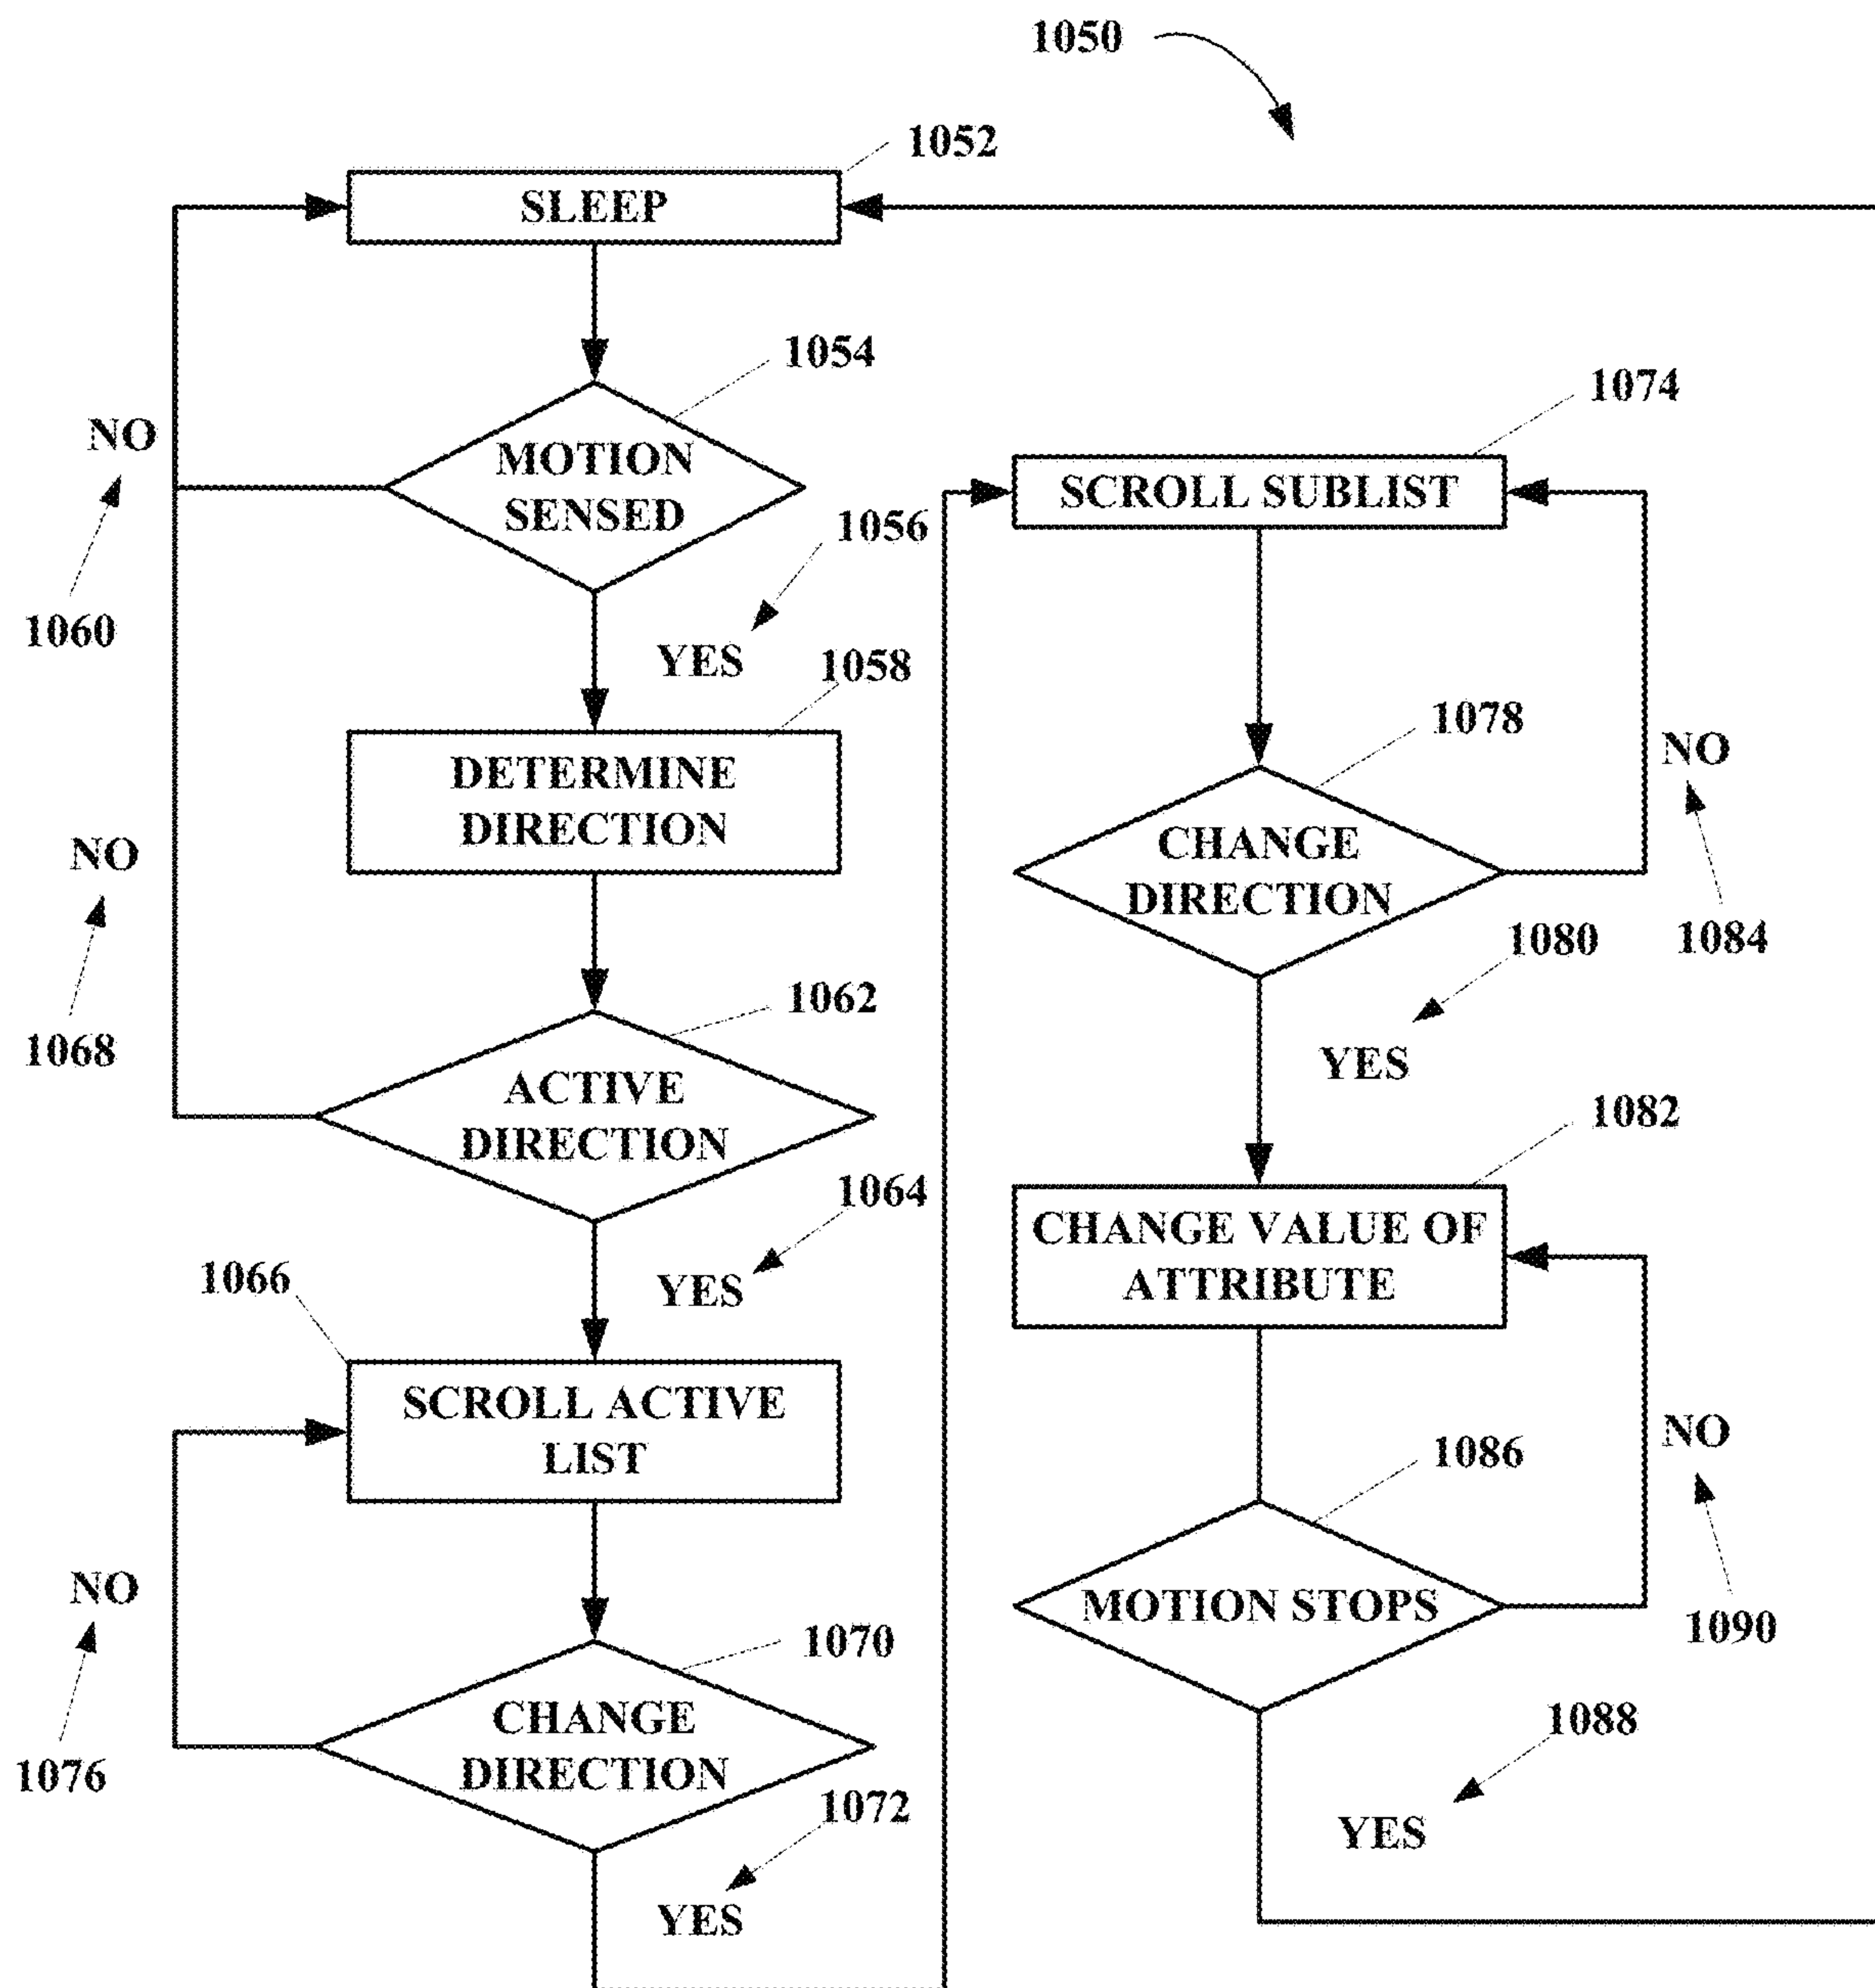 1050
1052
SLEEP
1054
NO
MOTION
SENSED
1056
1060
YES
1058
DETERMINE
DIRECTION
NO
1062
1068
ACTIVE
DIRECTION
1064
1066
YES
SCROLL ACTIVE
LIST
NO
1070
CHANGE
DIRECTION
1076
1072
YES
1074
SCROLL SUBLIST
1078
NO
CHANGE
DIRECTION
1080
1084
YES
1082
CHANGE VALUE OF
ATTRIBUTE
NO
1086
MOTION STOPS
1090
1088
YES